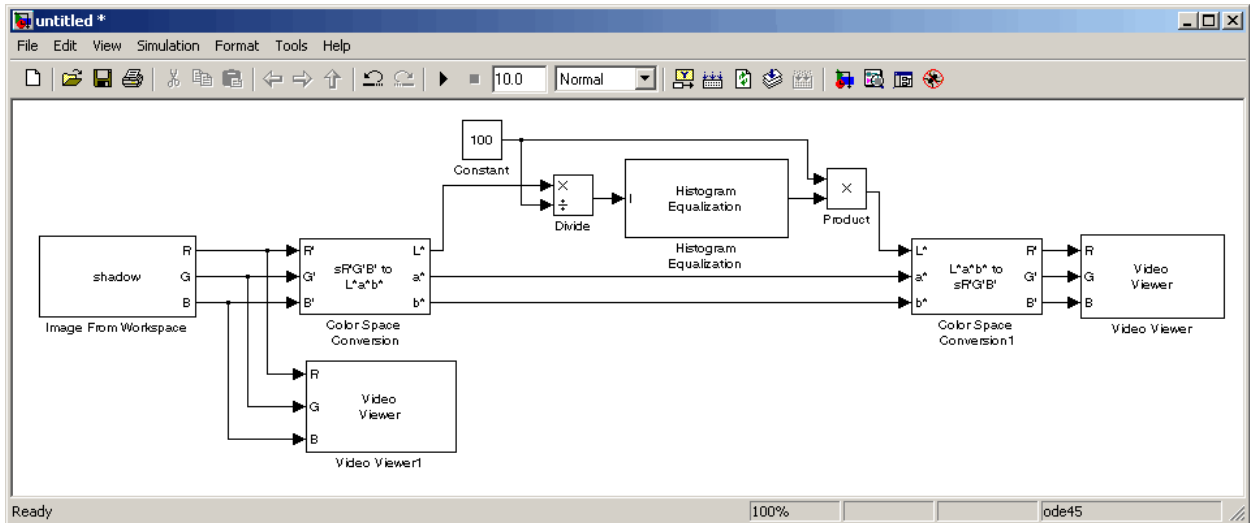 untitled *
File Edit View Simulation Format Tools Help
10.0 Normal
100
Constant
×
÷
Divide
I
Histogram
Equalization
Histogram
Equalization
×
Product
shadow
R
G
B
Image From Workspace
R'
G'
B'
sR'G'B' to
L*a*b*
L*
a*
b*
Color Space
Conversion
L*
a*
b*
L*a*b* to
sR'G'B'
R'
G'
B'
Color Space
Conversion1
R
G
B
Video
Viewer
Video Viewer
R
G
B
Video
Viewer
Video Viewer1
Ready 100% ode45